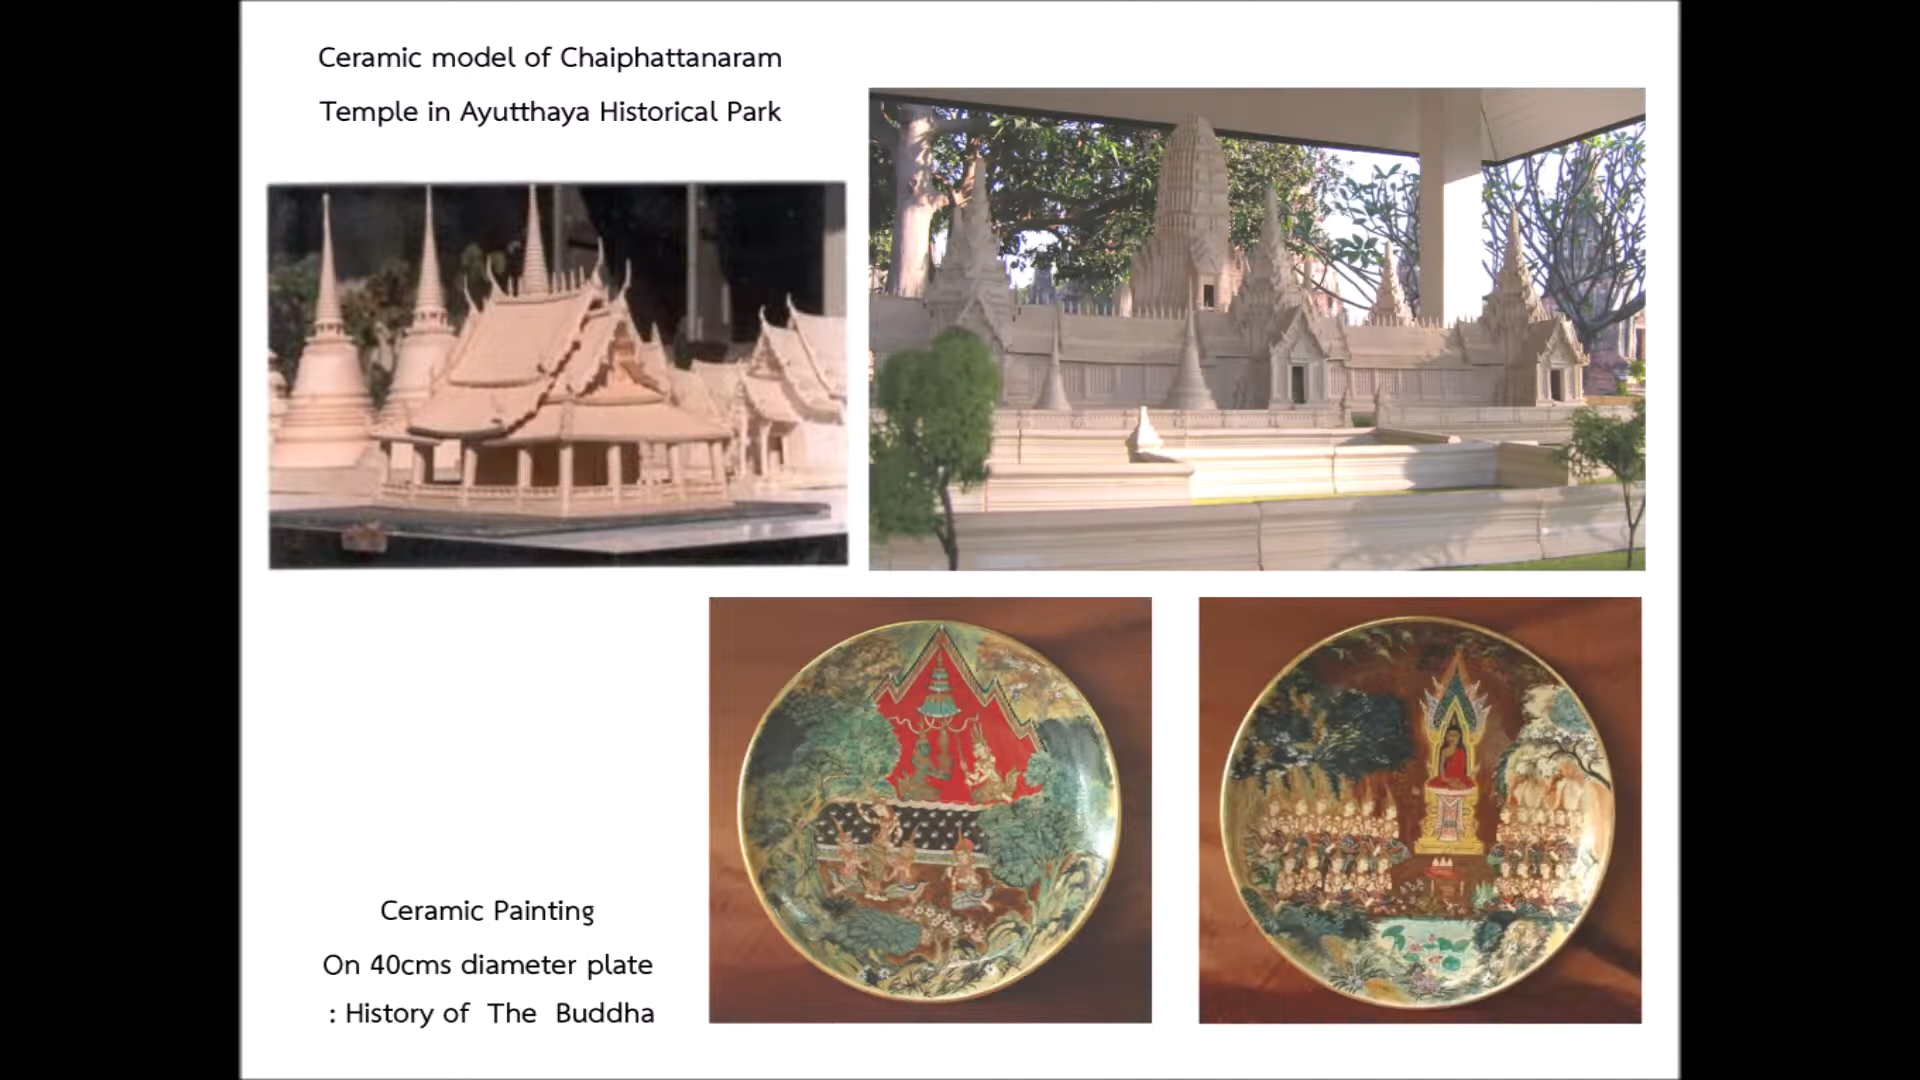 Ceramic model of Chaiphattanaram
Temple in Ayutthaya Historical Park
Ceramic Painting
On 40cms diameter plate
: History of The Buddha